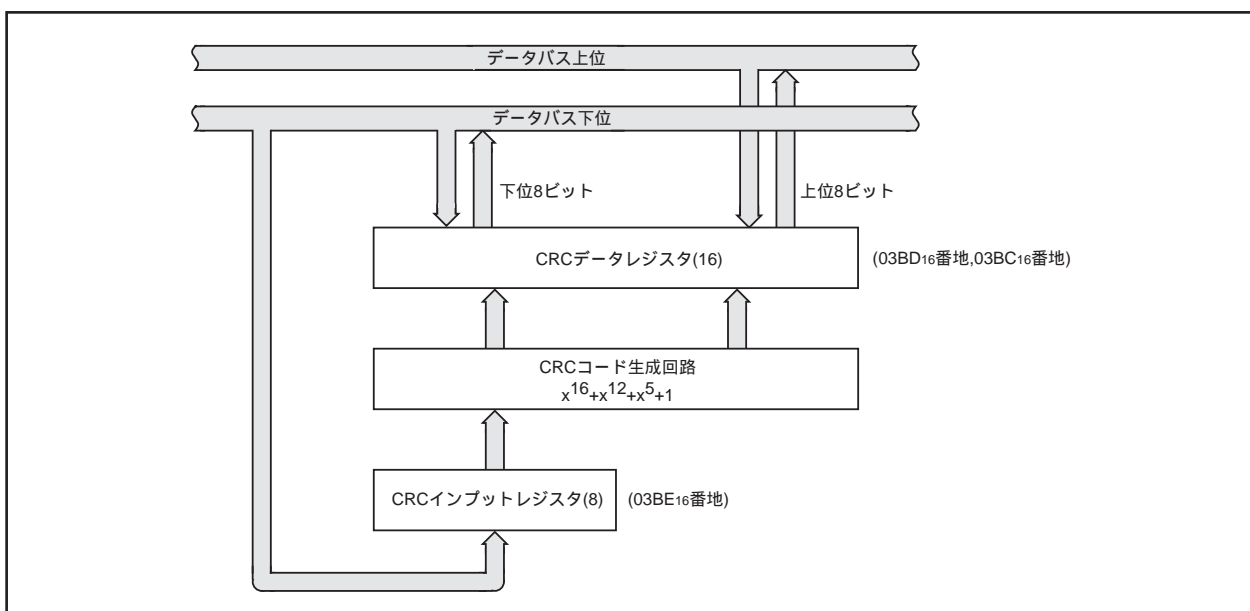 データバス上位
データバス下位
下位8ビット
上位8ビット
CRCデータレジスタ(16)
(03BD16番地,03BC16番地)
CRCコード生成回路
x16+x12+x5+1
CRCインプットレジスタ(8)
(03BE16番地)